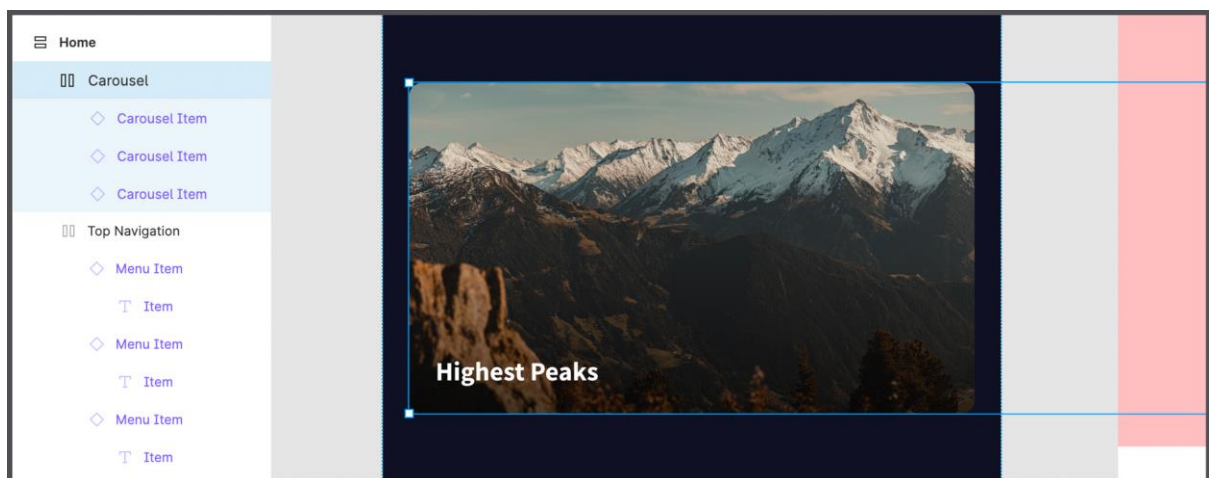 Home
Carousel
Carousel Item
Carousel Item
Carousel Item
Top Navigation
Menu Item
T Item
Menu Item
T Item
Menu Item
T Item
Highest Peaks